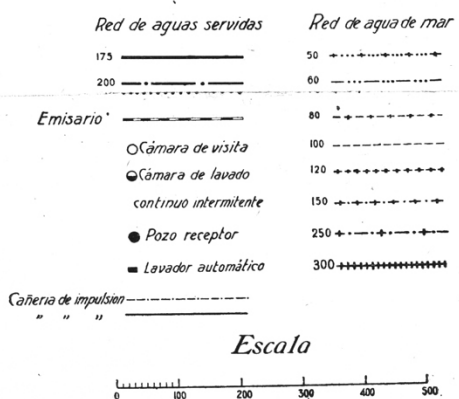 Red de aguas servidas
175
200
Emisario
Cámara de visita
Cámara de lavado
continuo intermitente
Pozo receptor
Lavador automático
Cañeria de impulsion
" " "
Red de agua de mar
50
60
80
100
120
150
250
300
Escala
0 100 200 300 400 500